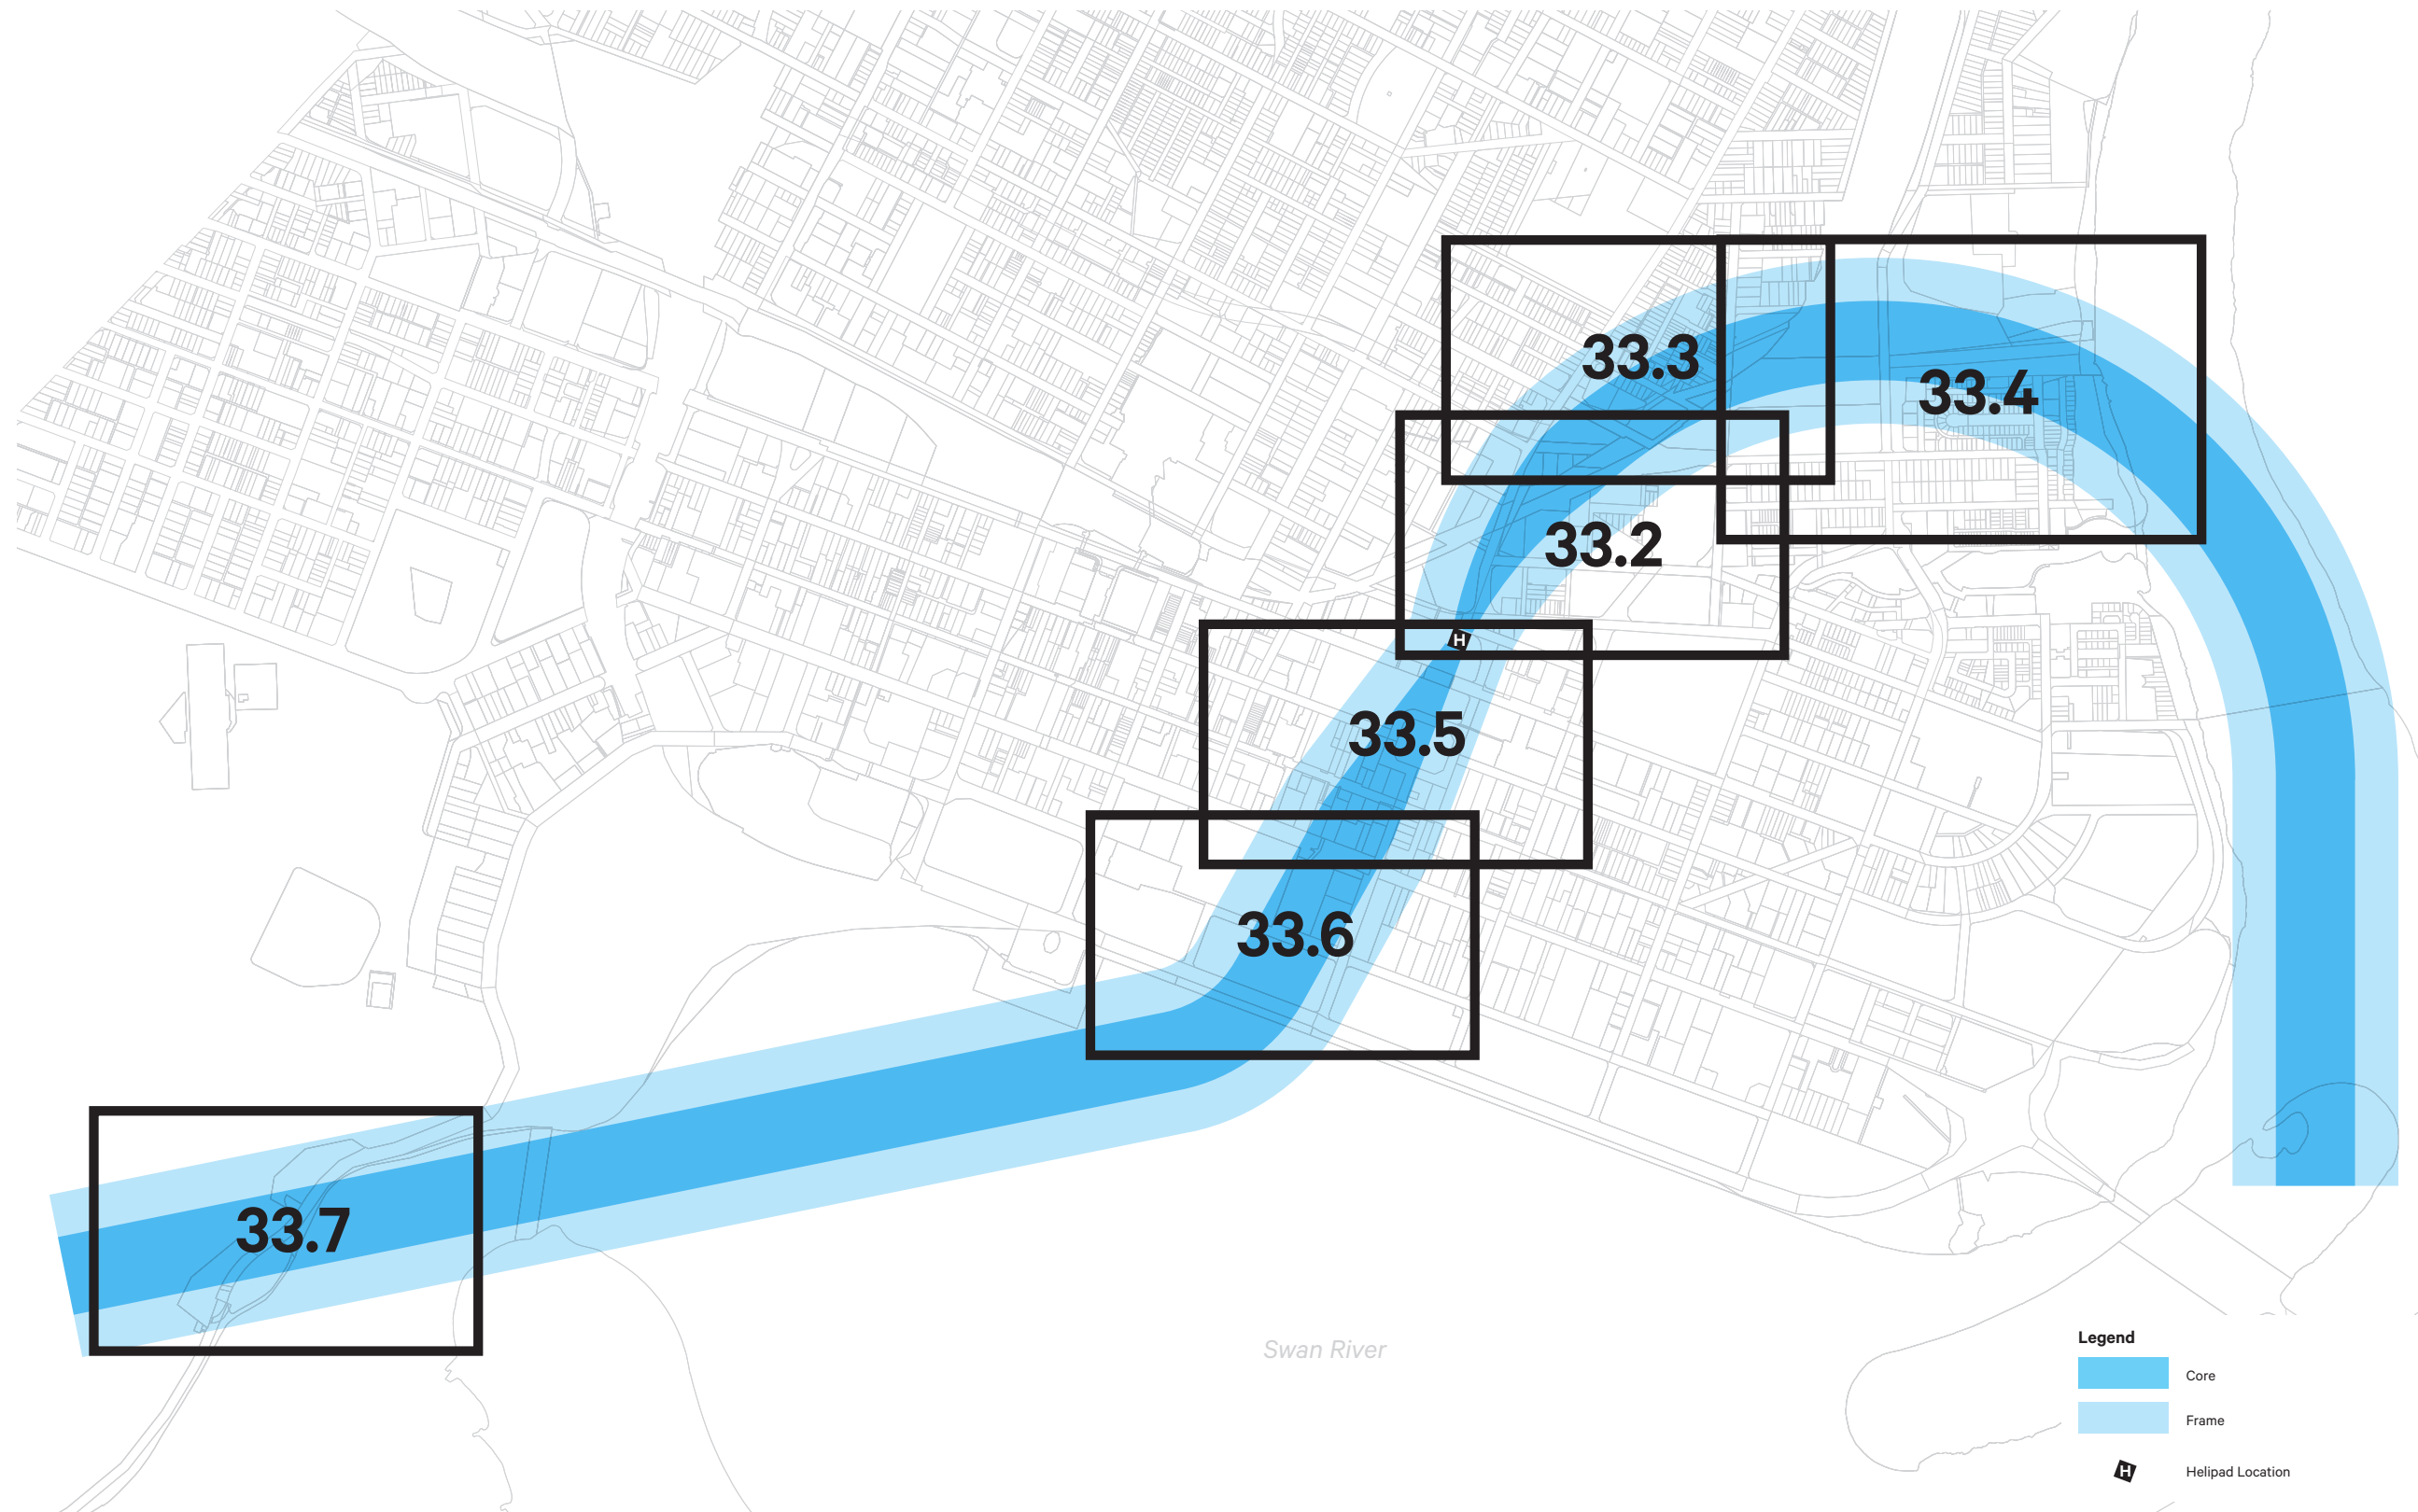 33.3
33.4
33.2
H
33.5
33.6
33.7
Swan River
Legend
Core
Frame
H Helipad Location